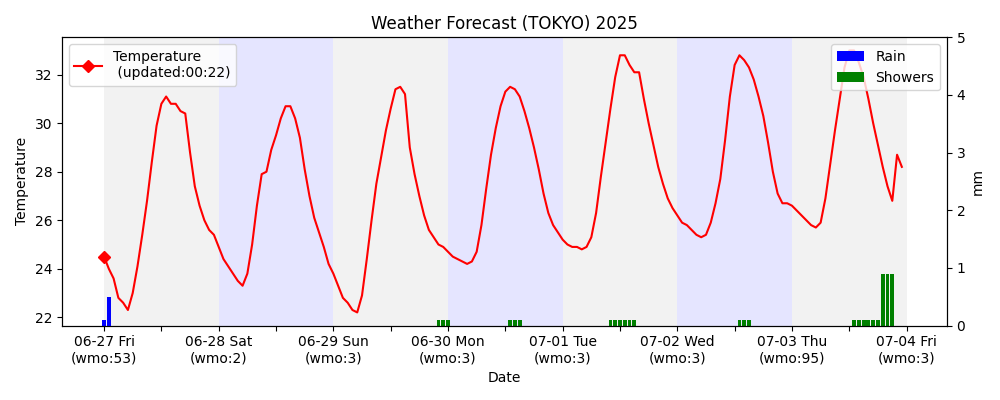 Weather Forecast (TOKYO) 2025
Temperature
(updated:00:22)
Rain
Showers
Temperature
32
30
28
26
24
22
5
4
3
2
1
0
mm
06-27 Fri
(wmo:53)
06-28 Sat
(wmo:2)
06-29 Sun
(wmo:3)
06-30 Mon
(wmo:3)
07-01 Tue
(wmo:3)
07-02 Wed
(wmo:3)
07-03 Thu
(wmo:95)
07-04 Fri
(wmo:3)
Date